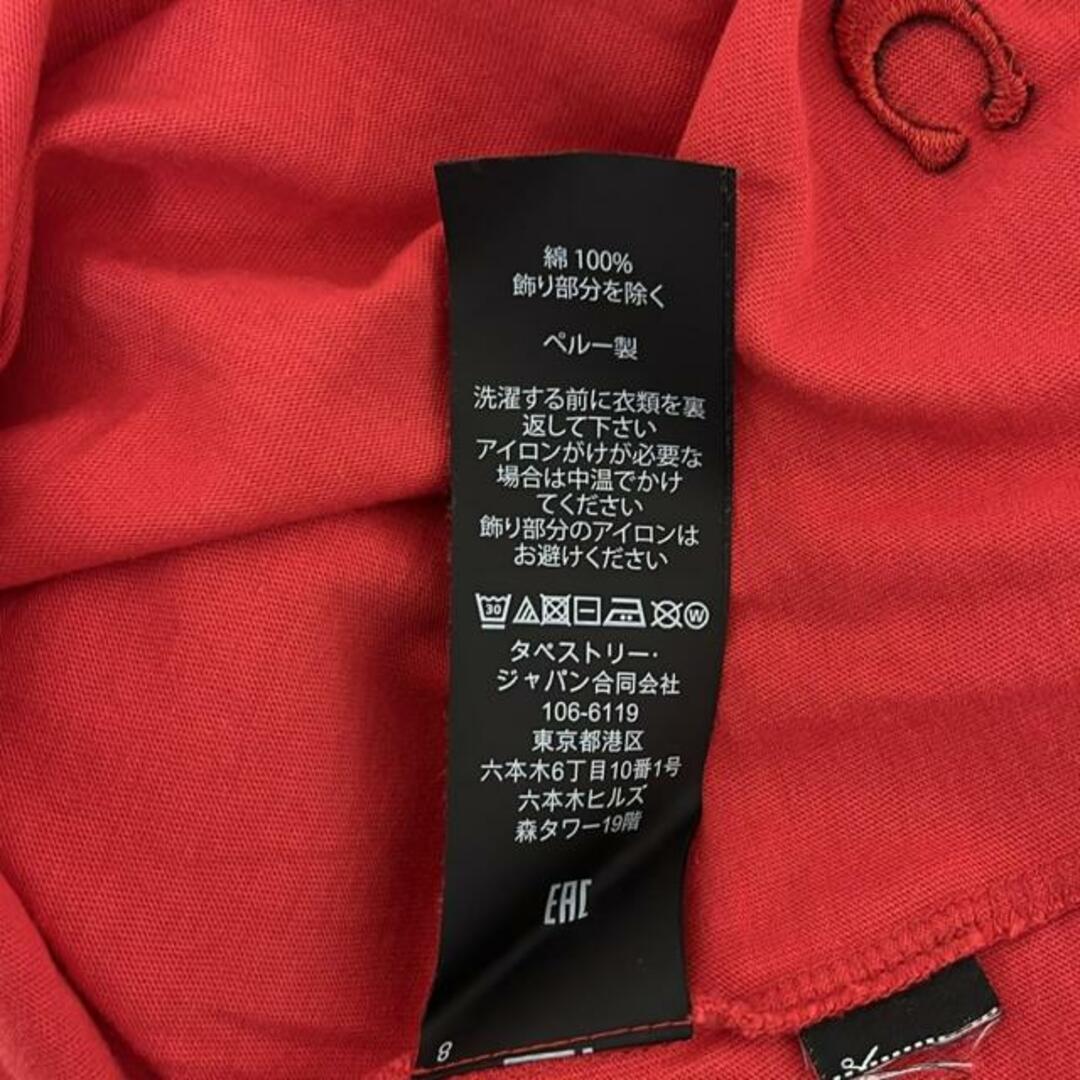 綿 100%
飾り部分を除く
ペルー製
洗濯する前に衣類を裏
返して下さい
アイロンがけが必要な
場合は中温でかけ
てください
飾り部分のアイロンは
お避けください
30
W
タペストリー・
ジャパン合同会社
106-6119
東京都港区
六本木6丁目10番1号
六本木ヒルズ
森タワー19階
EAC
8